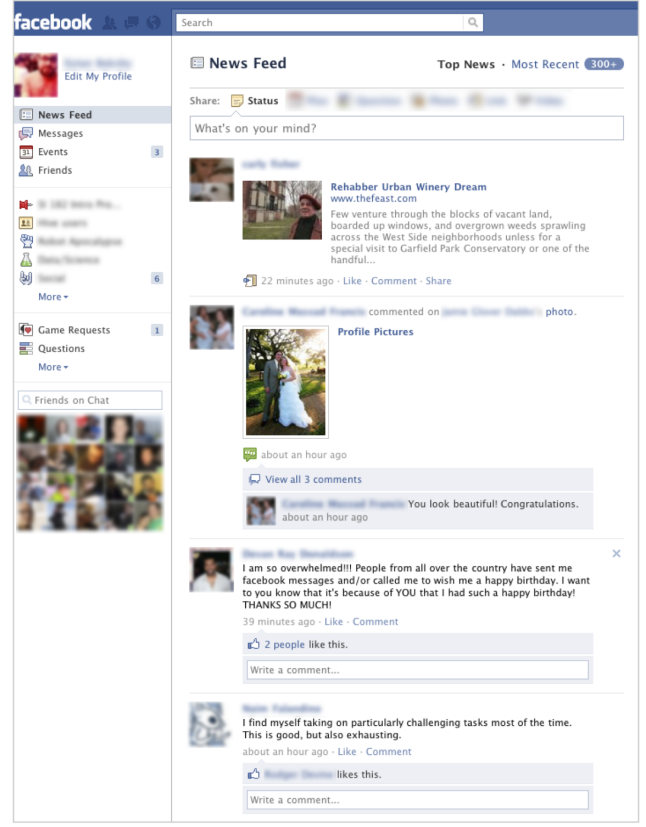 facebook
Search
Edit My Profile
News Feed
Messages
Events 3
Friends
6
More
Game Requests 1
Questions
More
Friends on Chat
News Feed
Top News · Most Recent 300+
Share: Status
What's on your mind?
Rehabber Urban Winery Dream
www.thefeast.com
Few venture through the blocks of vacant land,
boarded up windows, and overgrown weeds sprawling
across the West Side neighborhoods unless for a
special visit to Garfield Park Conservatory or one of the
handful...
22 minutes ago · Like · Comment · Share
commented on photo.
Profile Pictures
about an hour ago
View all 3 comments
You look beautiful! Congratulations.
about an hour ago
I am so overwhelmed!!! People from all over the country have sent me
facebook messages and/or called me to wish me a happy birthday. I want
to you know that it's because of YOU that I had such a happy birthday!
THANKS SO MUCH!
39 minutes ago · Like · Comment
2 people like this.
Write a comment...
I find myself taking on particularly challenging tasks most of the time.
This is good, but also exhausting.
about an hour ago · Like · Comment
likes this.
Write a comment...